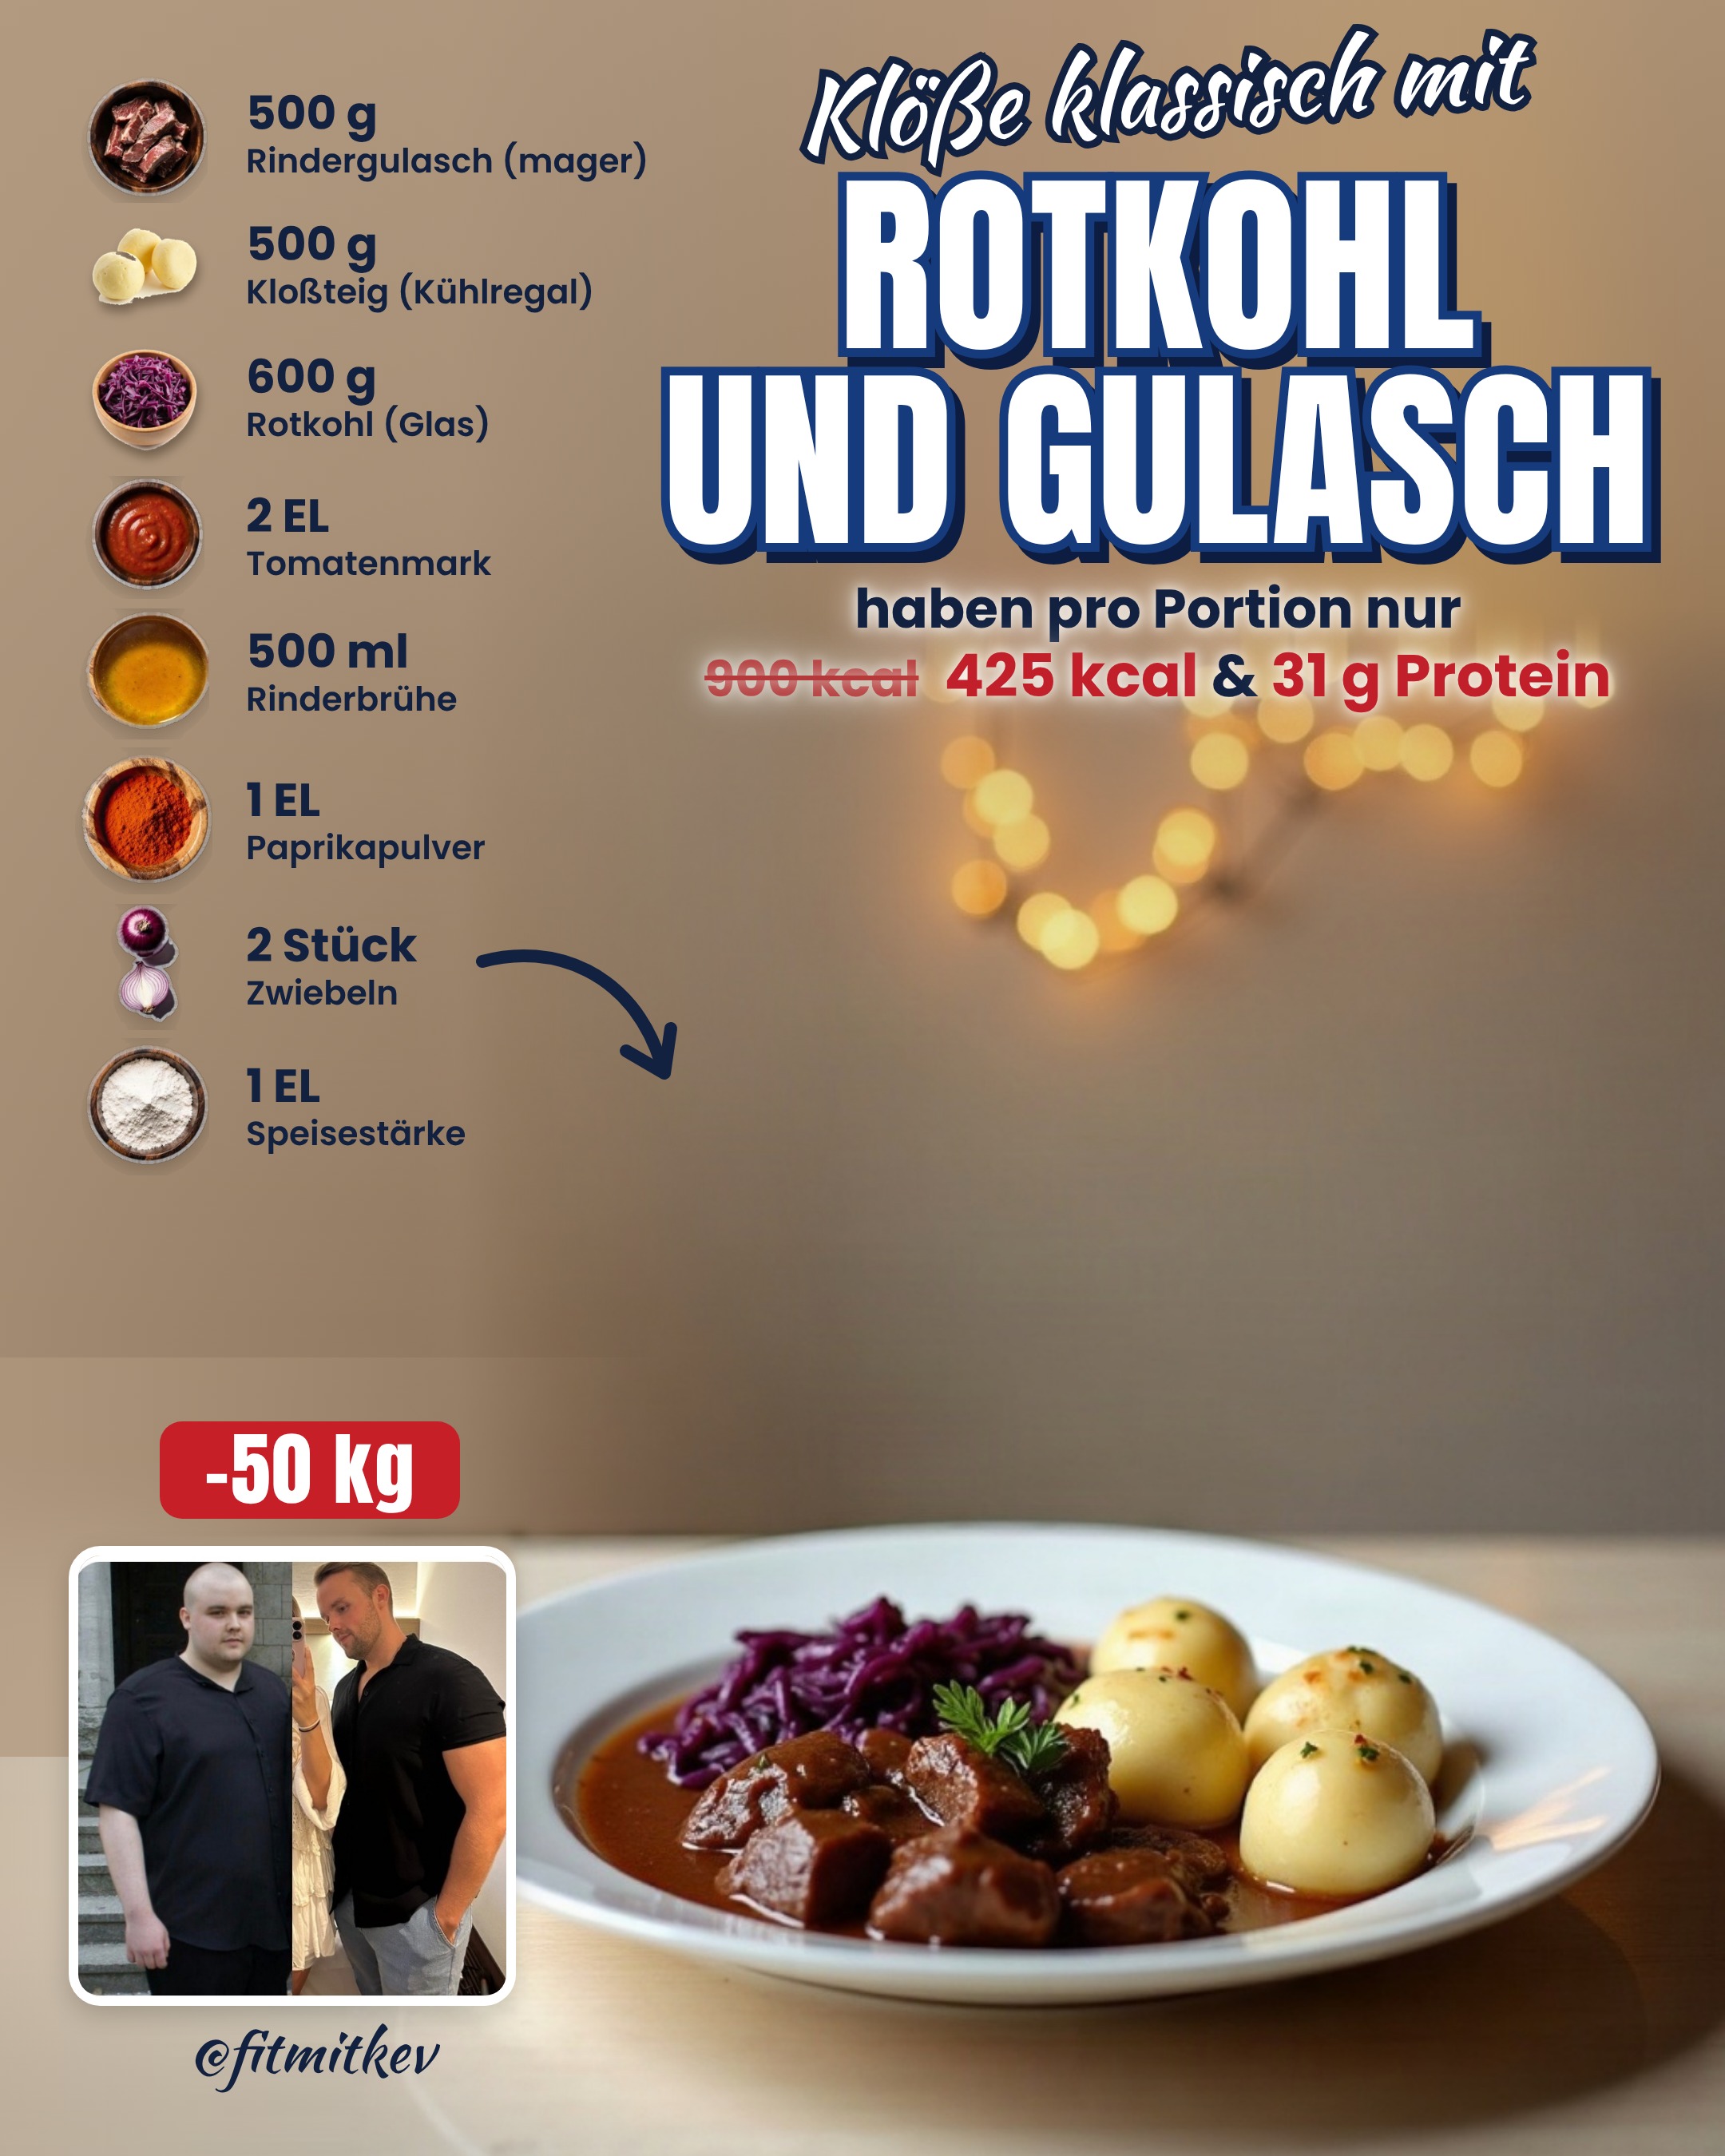 Klöße klassisch mit
ROTKOHL
UND GULASCH
haben pro Portion nur
900 kcal 425 kcal & 31 g Protein
500 g
Rindergulasch (mager)
500 g
Kloßteig (Kühlregal)
600 g
Rotkohl (Glas)
2 EL
Tomatenmark
500 ml
Rinderbrühe
1 EL
Paprikapulver
2 Stück
Zwiebeln
1 EL
Speisestärke
-50 kg
@fitmitkev